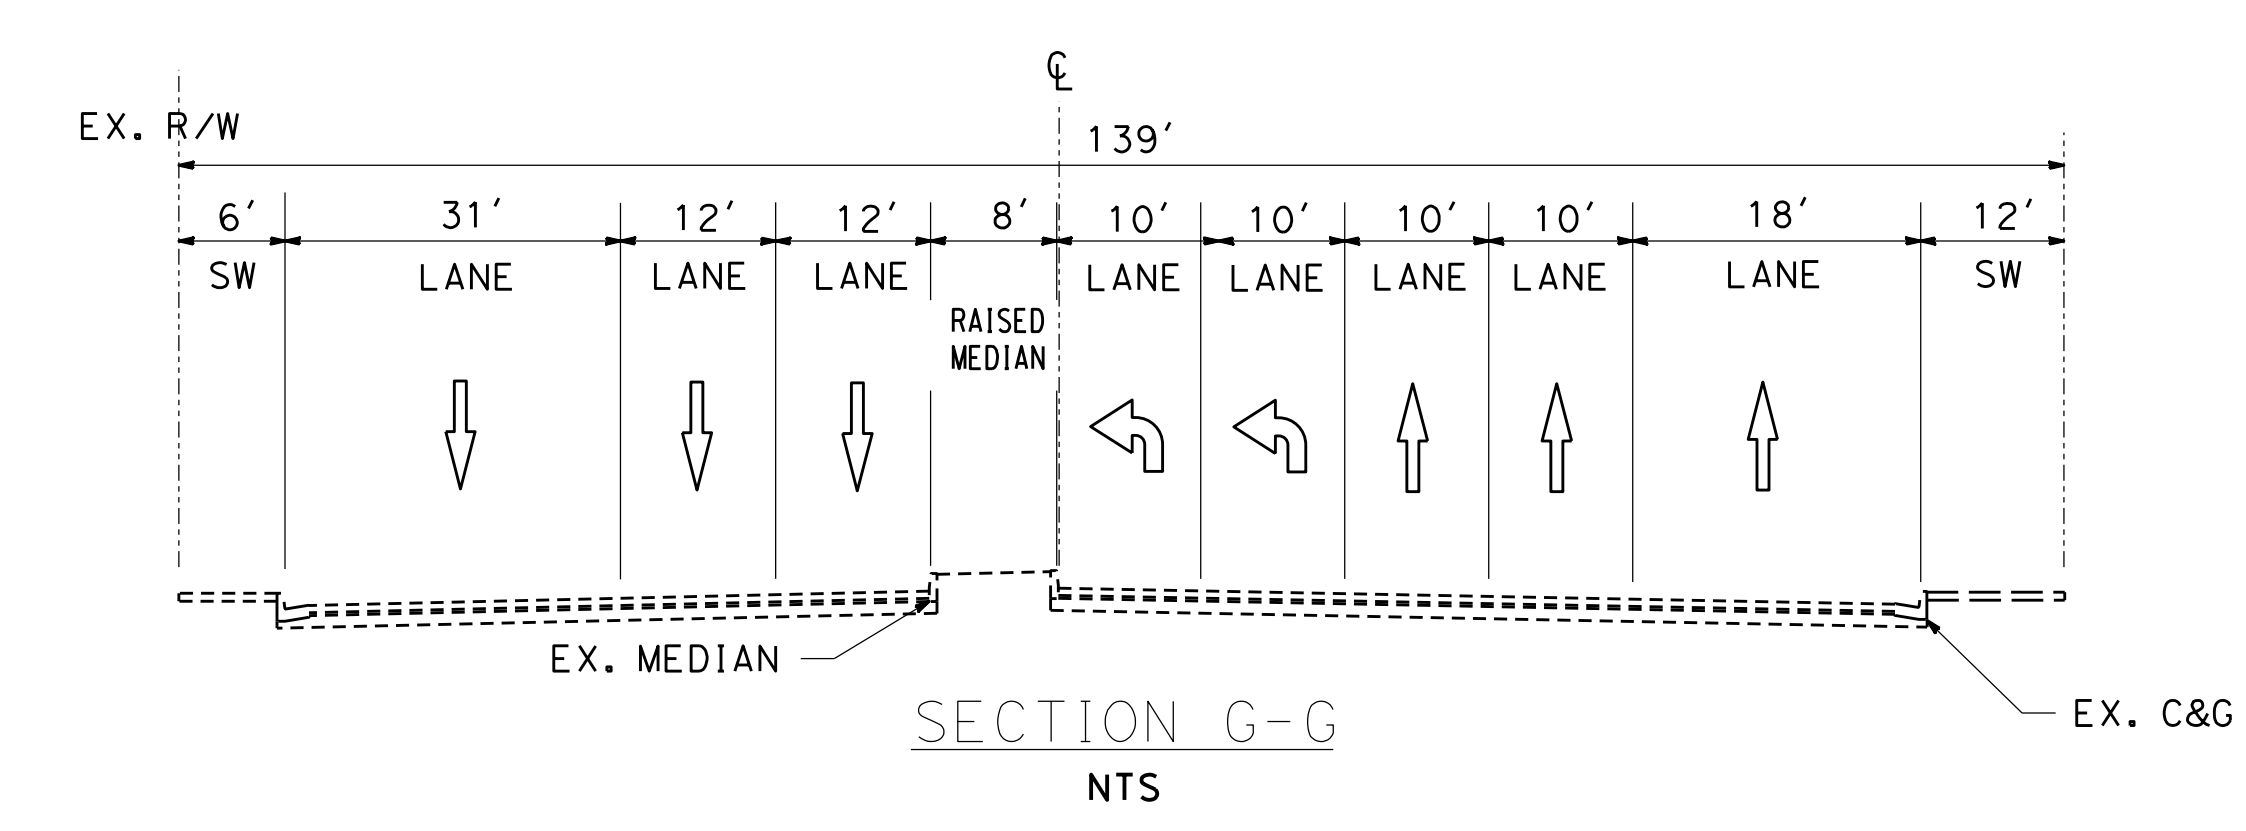 ℄
EX. R/W
139'
6' 31' 12' 12' 8' 10' 10' 10' 10' 18' 12'
SW LANE LANE LANE LANE LANE LANE LANE LANE SW
RAISED
MEDIAN
EX. MEDIAN
EX. C&G
SECTION G-G
NTS